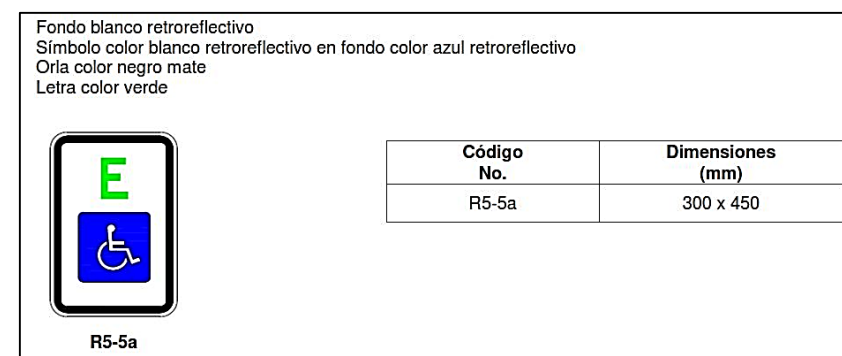 Fondo blanco retroreflectivo
Símbolo color blanco retroreflectivo en fondo color azul retroreflectivo
Orla color negro mate
Letra color verde
E
R5-5a
Código No. Dimensiones (mm)
R5-5a 300 x 450